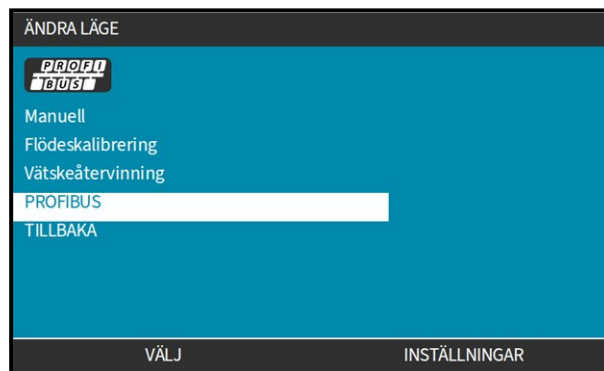 ÄNDRA LÄGE
PROFI
BUS
Manuell
Flödeskalibrering
Vätskeåtervinning
PROFIBUS
TILLBAKA
VÄLJ INSTÄLLNINGAR